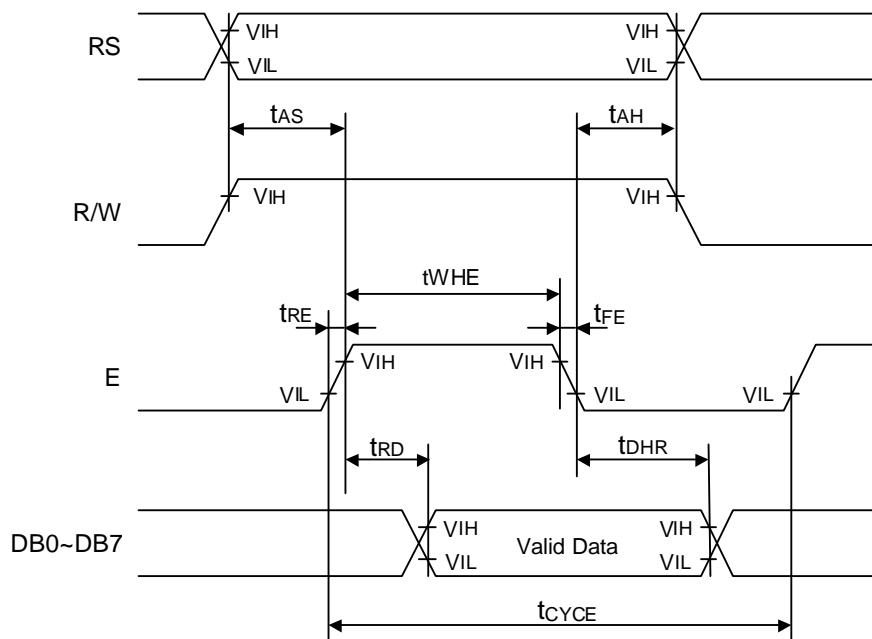 RS VIH VIH
VIL VIL
tAS tAH
R/W VIH VIH
tWHE
tRE tFE
E VIH VIH
VIL VIL VIL
tRD tDHR
DB0~DB7 VIH Valid Data VIH
VIL VIL
tCYCE